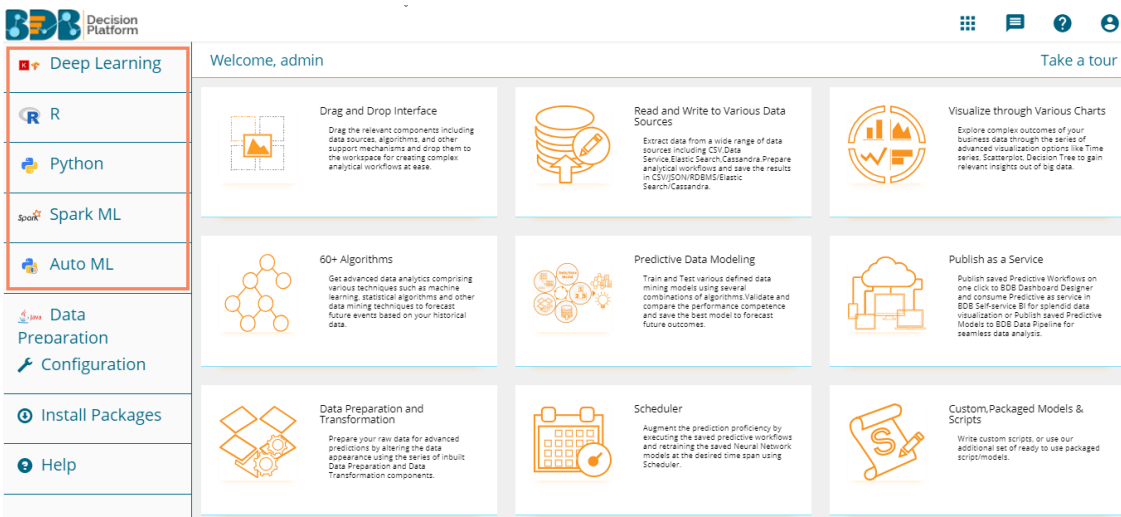 BDB Decision
Platform
Deep Learning
R
Python
Spark Spark ML
Auto ML
Java Data
Preparation
Configuration
Install Packages
Help
Welcome, admin
Take a tour
Drag and Drop Interface
Drag the relevant components including
data sources, algorithms, and other
support mechanisms and drop them to
the workspace for creating complex
analytical workflows at ease.
Read and Write to Various Data
Sources
Extract data from a wide range of data
sources including CSV,Data
Service,Elastic Search,Cassandra.Prepare
analytical workflows and save the results
in CSV/JSON/RDBMS/Elastic
Search/Cassandra.
Visualize through Various Charts
Explore complex outcomes of your
business data through the series of
advanced visualization options like Time
series, Scatterplot, Decision Tree to gain
relevant insights out of big data.
60+ Algorithms
Get advanced data analytics comprising
various techniques such as machine
learning, statistical algorithms and other
data mining techniques to forecast
future events based on your historical
data.
Predictive Data Modeling
Train and Test various defined data
mining models using several
combinations of algorithms.Validate and
compare the performance competence
and save the best model to forecast
future outcomes.
Publish as a Service
Publish saved Predictive Workflows on
one click to BDB Dashboard Designer
and consume Predictive as service in
BDB Self-service BI for splendid data
visualization or Publish saved Predictive
Models to BDB Data Pipeline for
seamless data analysis.
Data Preparation and
Transformation
Prepare your raw data for advanced
predictions by altering the data
appearance using the series of inbuilt
Data Preparation and Data
Transformation components.
Scheduler
Augment the prediction proficiency by
executing the saved predictive workflows
and retraining the saved Neural Network
models at the desired time span using
Scheduler.
Custom,Packaged Models &
Scripts
Write custom scripts, or use our
additional set of ready to use packaged
script/models.